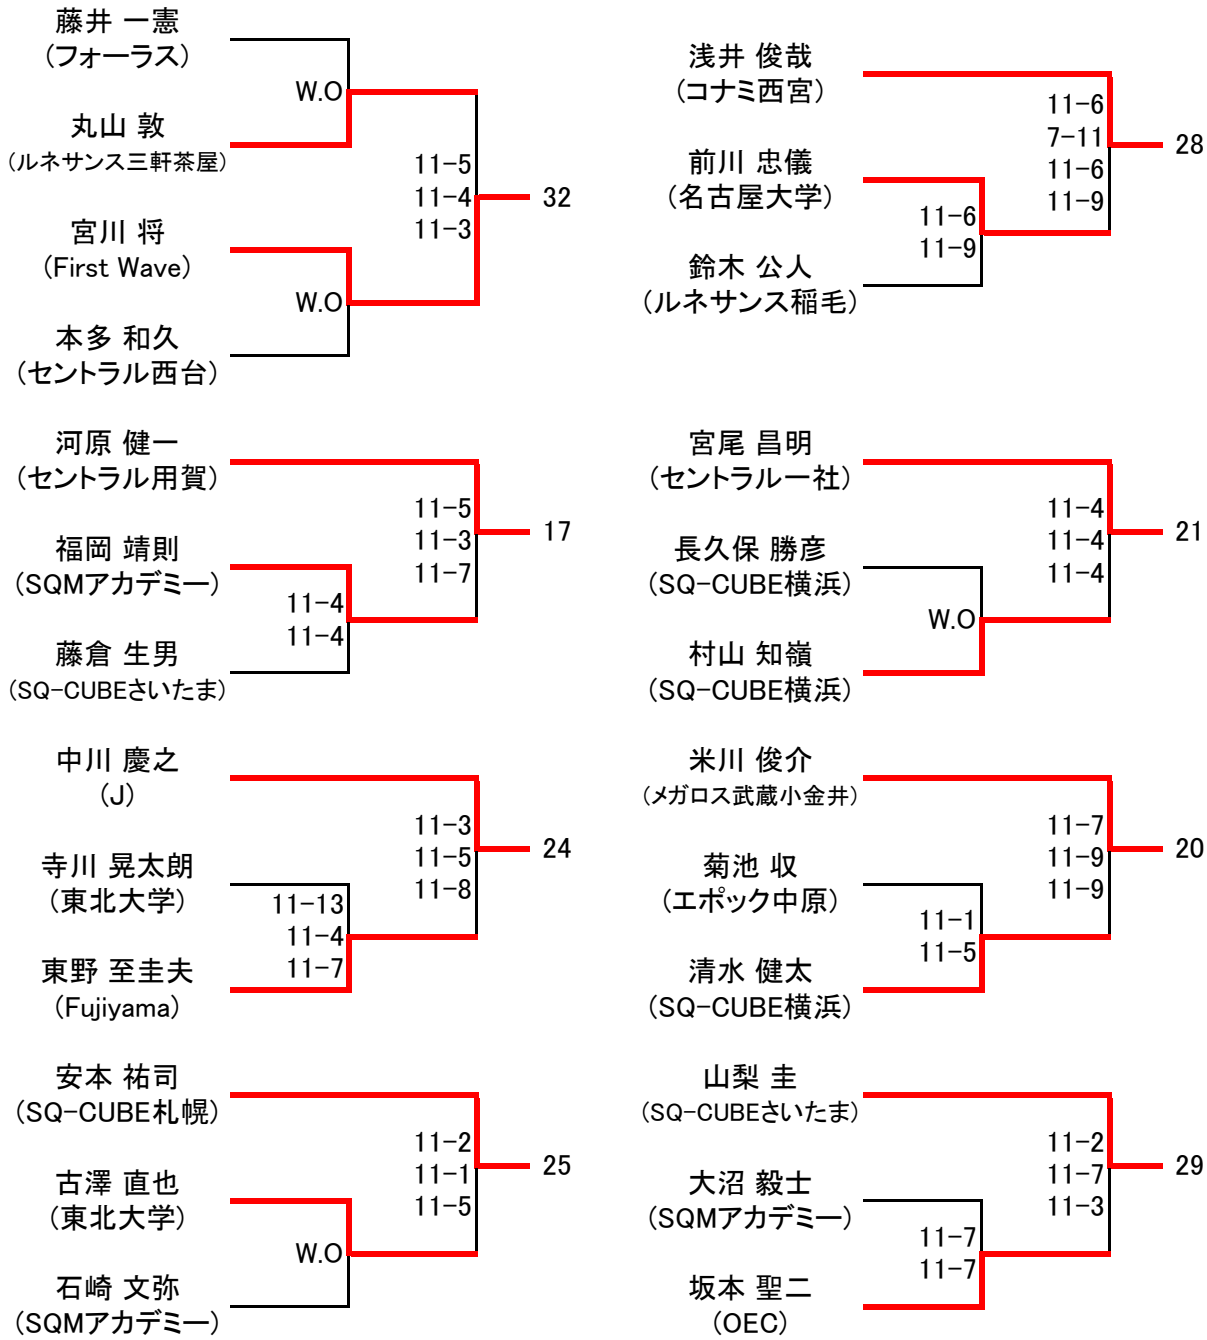 藤井 一憲
(フォーラス)
W.O
丸山 敦
(ルネサンス三軒茶屋)
11-5
11-4
11-3
32
宮川 将
(First Wave)
W.O
本多 和久
(セントラル西台)
浅井 俊哉
(コナミ西宮)
11-6
7-11
11-6
11-9
28
前川 忠儀
(名古屋大学)
11-6
11-9
鈴木 公人
(ルネサンス稲毛)
河原 健一
(セントラル用賀)
11-5
11-3
11-7
17
福岡 靖則
(SQMアカデミー)
11-4
11-4
藤倉 生男
(SQ-CUBEさいたま)
宮尾 昌明
(セントラル一社)
11-4
11-4
11-4
21
長久保 勝彦
(SQ-CUBE横浜)
W.O
村山 知嶺
(SQ-CUBE横浜)
中川 慶之
(J)
11-3
11-5
11-8
24
寺川 晃太朗
(東北大学)
11-13
11-4
11-7
東野 至圭夫
(Fujiyama)
米川 俊介
(メガロス武蔵小金井)
11-7
11-9
11-9
20
菊池 収
(エポック中原)
11-1
11-5
清水 健太
(SQ-CUBE横浜)
安本 祐司
(SQ-CUBE札幌)
11-2
11-1
11-5
25
古澤 直也
(東北大学)
W.O
石崎 文弥
(SQMアカデミー)
山梨 圭
(SQ-CUBEさいたま)
11-2
11-7
11-3
29
大沼 毅士
(SQMアカデミー)
11-7
11-7
坂本 聖二
(OEC)